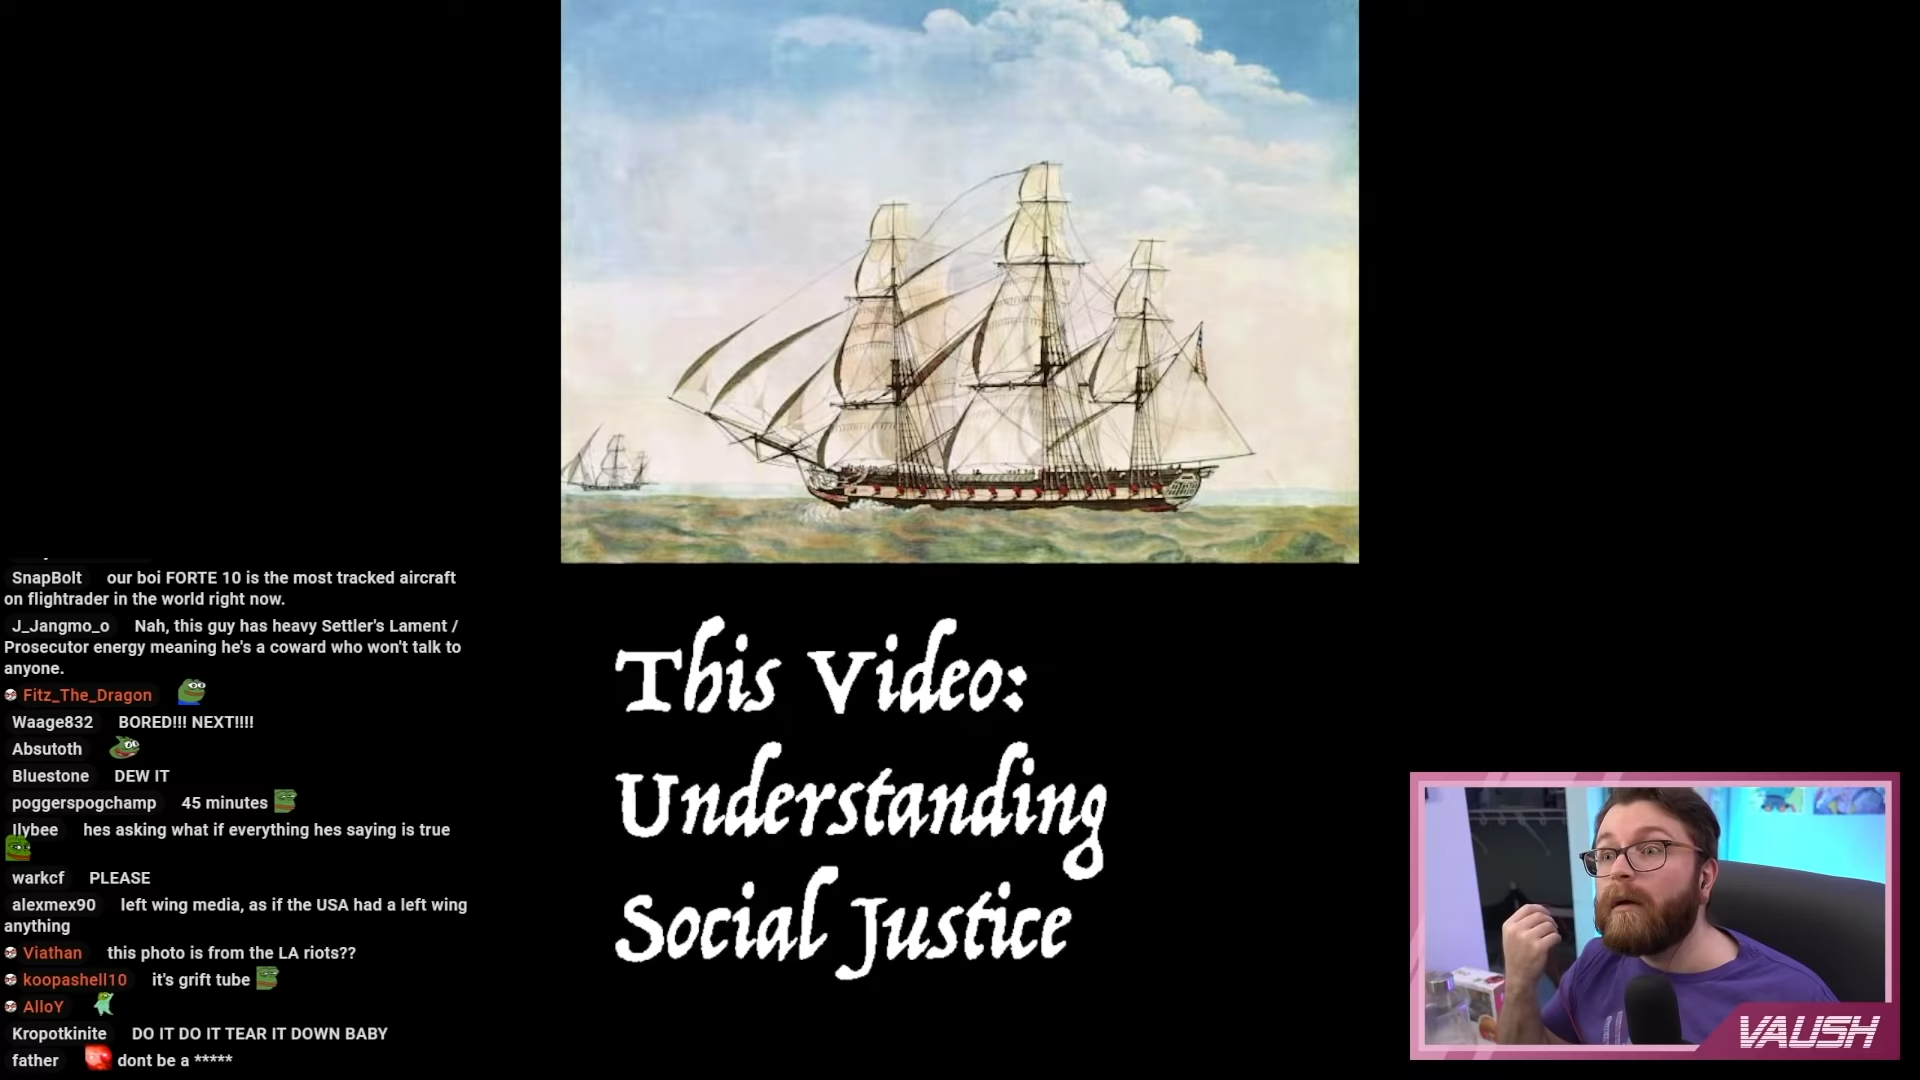 SnapBolt our boi FORTE 10 is the most tracked aircraft
on flightrader in the world right now.
J_Jangmo_o Nah, this guy has heavy Settler's Lament /
Prosecutor energy meaning he's a coward who won't talk to
anyone.
Fitz_The_Dragon
Waage832 BORED!!! NEXT!!!!
Absutoth
Bluestone DEW IT
poggerspogchamp 45 minutes
Ilybee hes asking what if everything hes saying is true
warkcf PLEASE
alexmex90 left wing media, as if the USA had a left wing
anything
Viathan this photo is from the LA riots??
koopashell10 it's grift tube
AlloY
Kropotkinite DO IT DO IT TEAR IT DOWN BABY
father dont be a *****
This Video:
Understanding
Social Justice
VAUSH